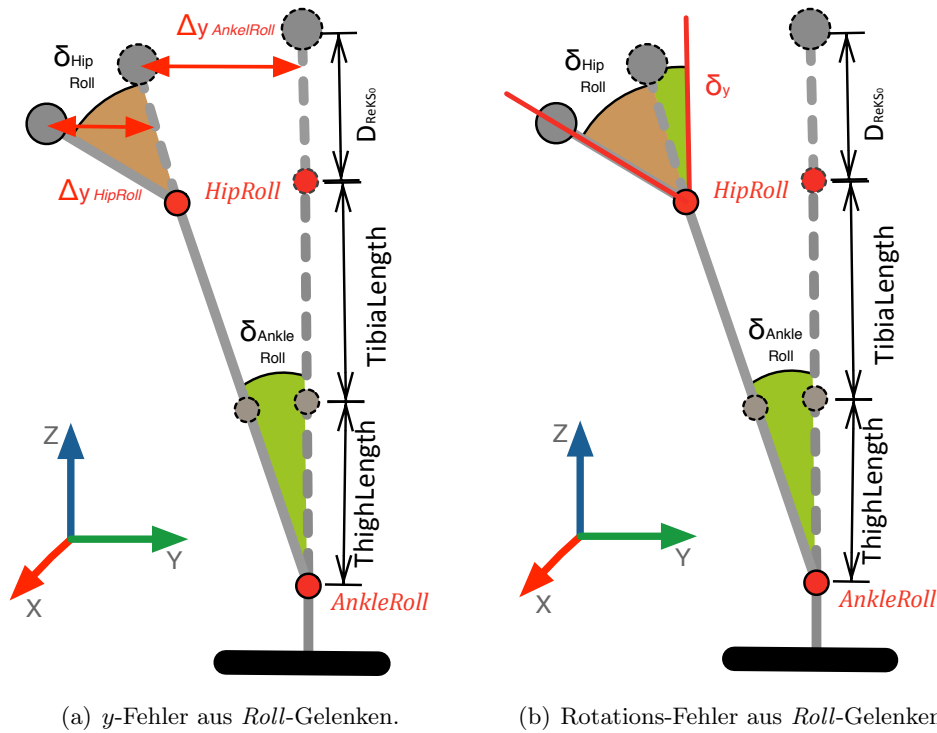 Δy AnkelRoll
δHip
Roll
Δy HipRoll
HipRoll
DReKS0
TibiaLength
δAnkle
Roll
ThighLength
Z
Y
X
AnkleRoll
(a) y-Fehler aus Roll-Gelenken.
δHip
Roll
δy
HipRoll
DReKS0
TibiaLength
δAnkle
Roll
ThighLength
Z
Y
X
AnkleRoll
(b) Rotations-Fehler aus Roll-Gelenken